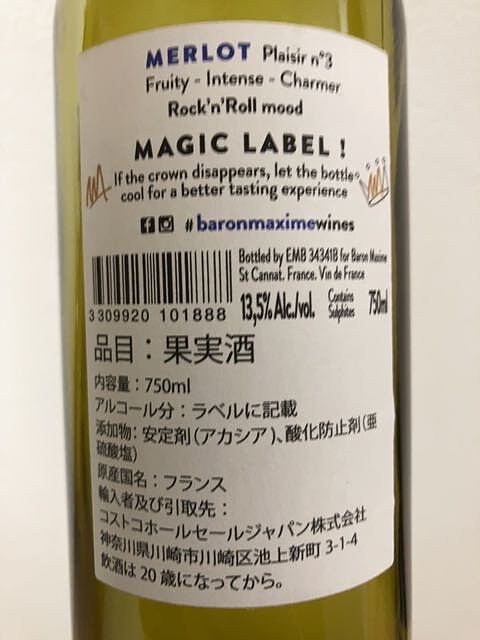 MERLOT Plaisir n°3
Fruity - Intense - Charmer
Rock'n'Roll mood
MAGIC LABEL !
If the crown disappears, let the bottle
cool for a better tasting experience
#baronmaximewines
Bottled by EMB 34341B for Baron Maxime
St Cannat. France. Vin de France
3 309920 101888
13,5% Alc./vol.
Contains
Sulphites
750ml
品目：果実酒
内容量：750ml
アルコール分：ラベルに記載
添加物：安定剤（アカシア）、酸化防止剤（亜
硫酸塩）
原産国名：フランス
輸入者及び引取先：
コストコホールセールジャパン株式会社
神奈川県川崎市川崎区池上新町 3-1-4
飲酒は 20 歳になってから。